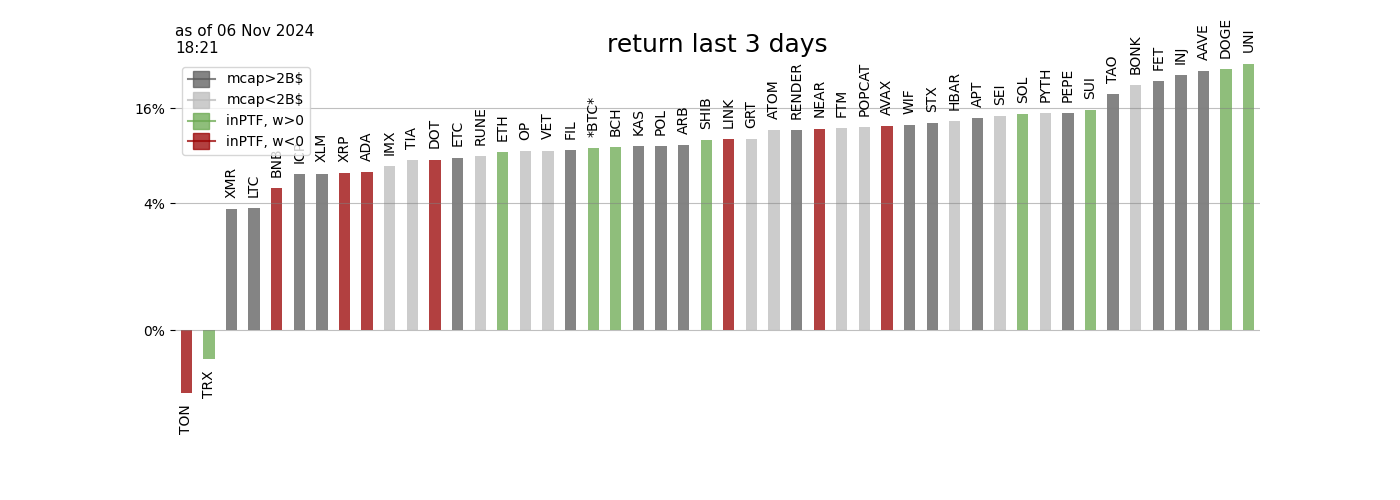 as of 06 Nov 2024
18:21
return last 3 days
mcap>2B$
mcap<2B$
inPTF, w>0
inPTF, w<0
16%
4%
0%
TON
TRX
XMR
LTC
BNB
ICP
XLM
XRP
ADA
IMX
TIA
DOT
ETC
RUNE
ETH
OP
VET
FIL
*BTC*
BCH
KAS
POL
ARB
SHIB
LINK
GRT
ATOM
RENDER
NEAR
FTM
POPCAT
AVAX
WIF
STX
HBAR
APT
SEI
SOL
PYTH
PEPE
SUI
TAO
BONK
FET
INJ
AAVE
DOGE
UNI